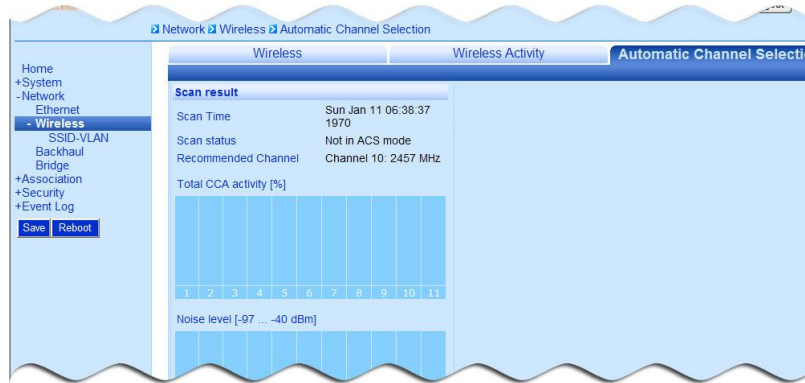 Network Wireless Automatic Channel Selection
Wireless
Wireless Activity
Automatic Channel Selecti
Home
+System
-Network
Ethernet
- Wireless
SSID-VLAN
Backhaul
Bridge
+Association
+Security
+Event Log
Save Reboot
Scan result
Scan Time Sun Jan 11 06:38:37
1970
Scan status Not in ACS mode
Recommended Channel Channel 10: 2457 MHz
Total CCA activity [%]
1 2 3 4 5 6 7 8 9 10 11
Noise level [-97 ... -40 dBm]